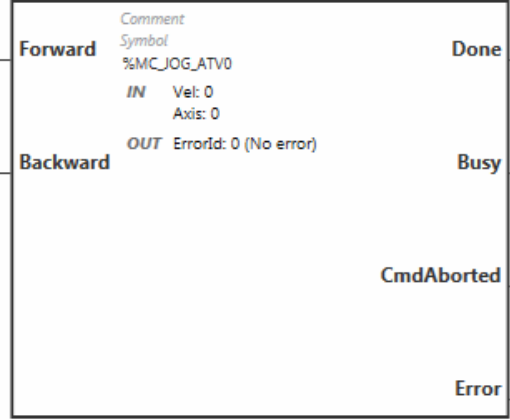 Comment
Symbol
Forward
Done
%MC_JOG_ATV0
IN Vel: 0
Axis: 0
OUT ErrorId: 0 (No error)
Backward
Busy
CmdAborted
Error